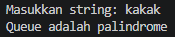 Masukkan string: kakak
Queue adalah palindrome